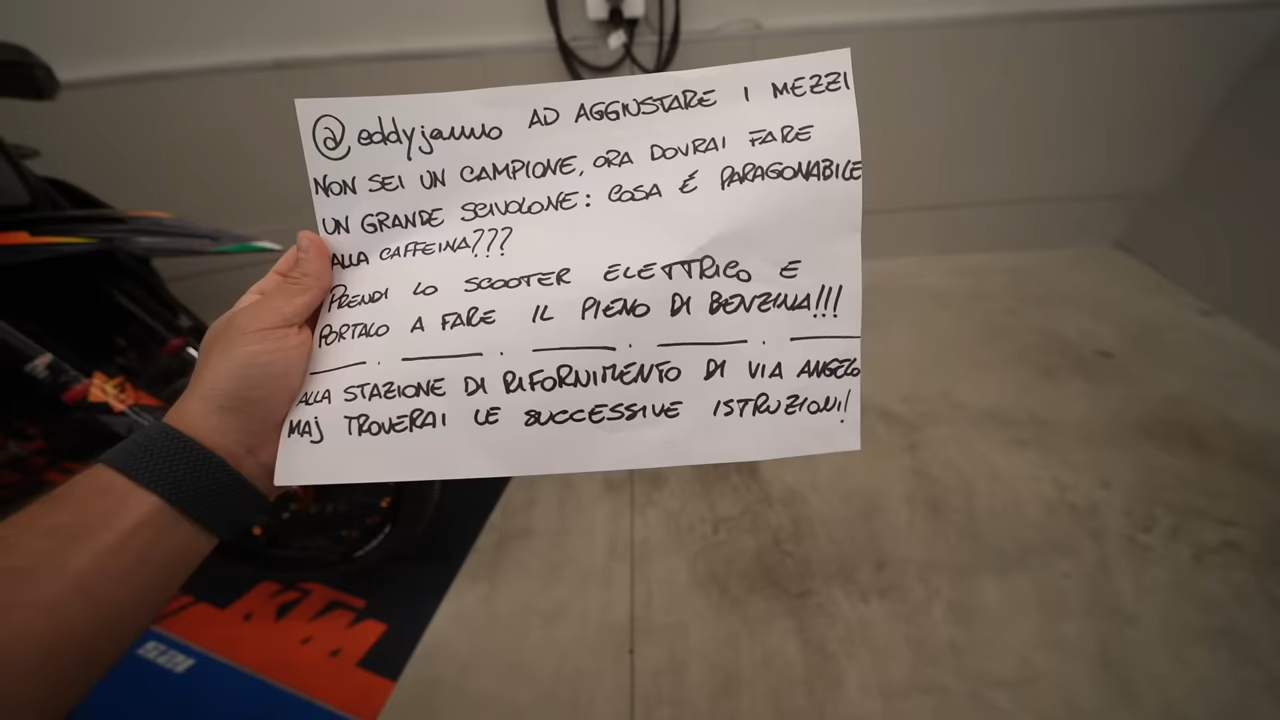 @eddyjanno AD AGGIUSTARE I MEZZI
NON SEI UN CAMPIONE, ORA DOVRAI FARE
UN GRANDE SCIVOLONE: COSA É PARAGONABILE
ALLA CAFFEINA???
PRENDI LO SCOOTER ELETTRICO E
PORTALO A FARE IL PIENO DI BENZINA!!!
ALLA STAZIONE DI RIFORNIMENTO DI VIA ANGELO
MAJ TROVERAI LE SUCCESSIVE ISTRUZIONI!
KTM